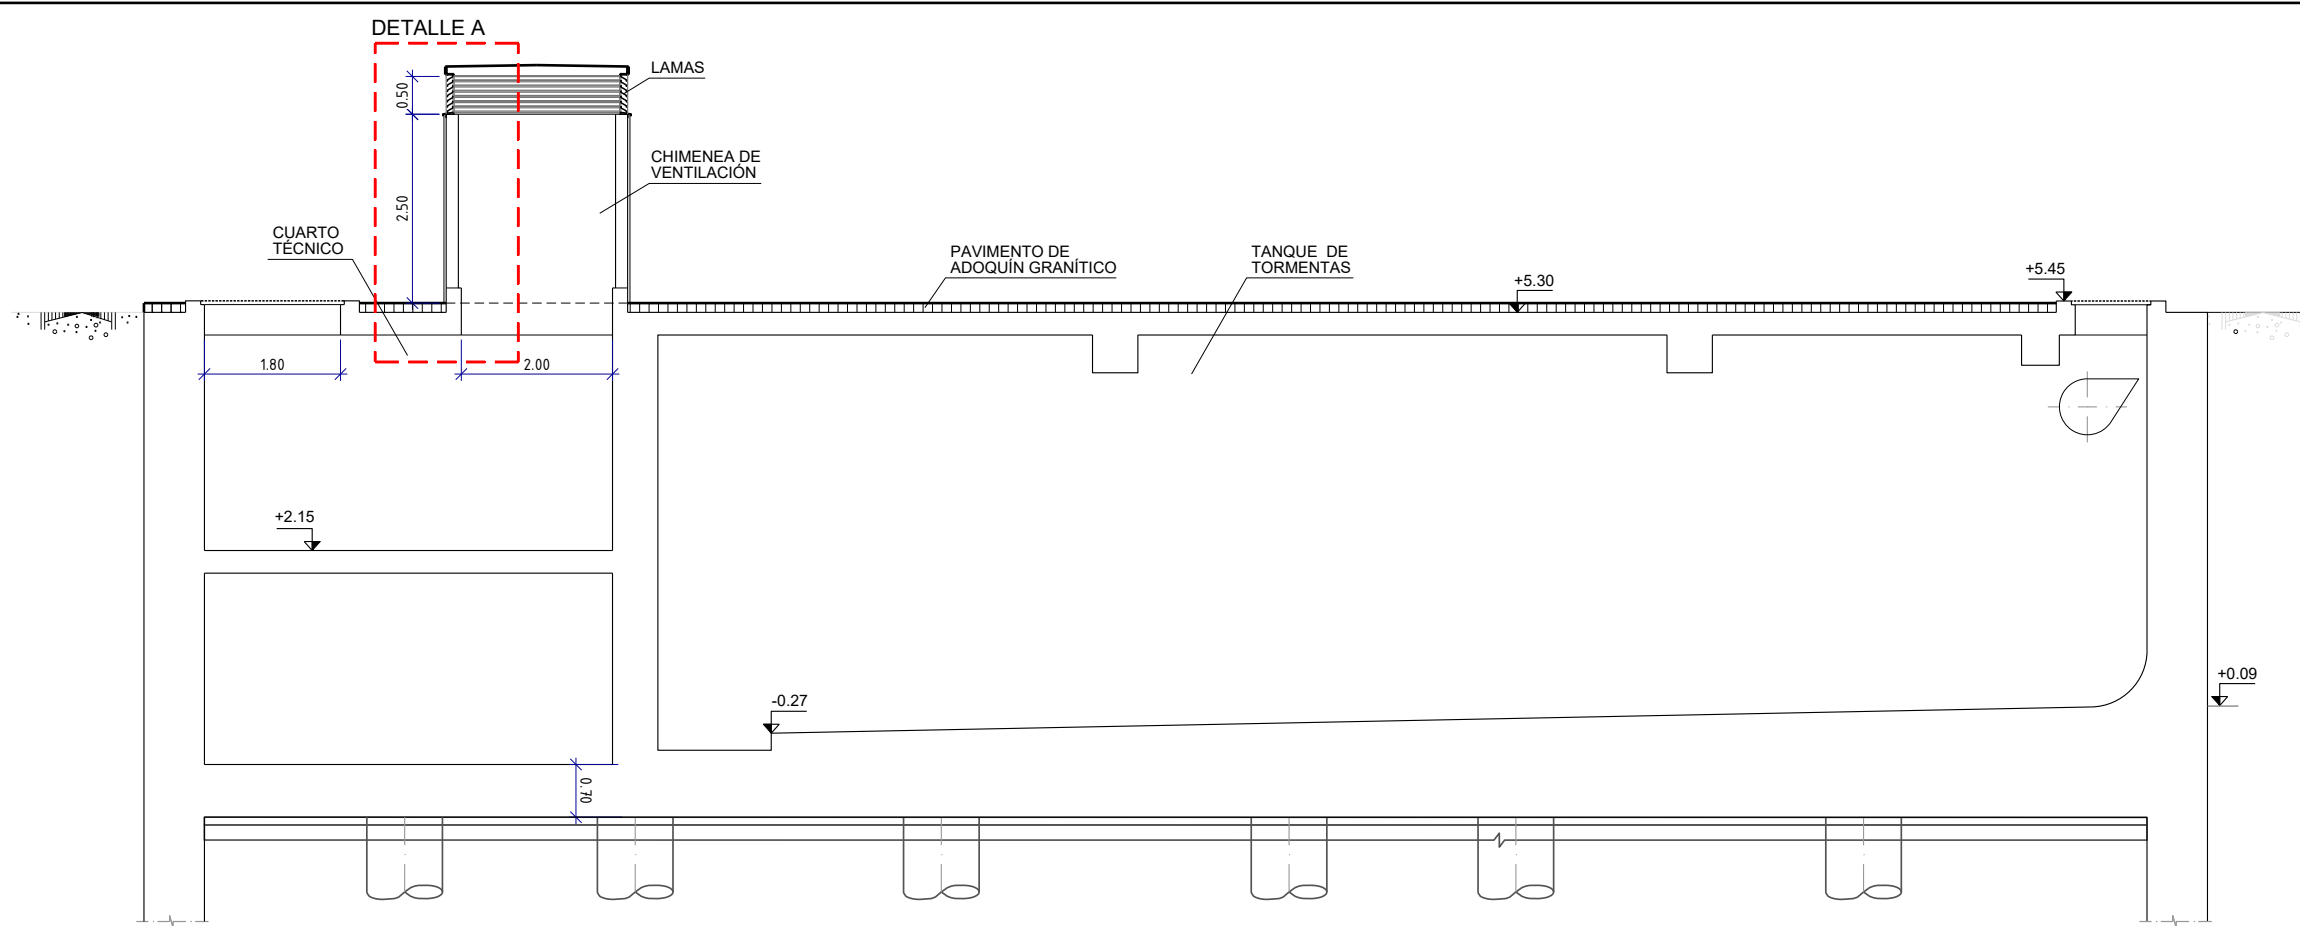 DETALLE A
LAMAS
0.50
CHIMENEA DE
VENTILACIÓN
2.50
CUARTO
TÉCNICO
PAVIMENTO DE
ADOQUÍN GRANÍTICO
TANQUE DE
TORMENTAS
+5.30
+5.45
1.80
2.00
+2.15
-0.27
+0.09
0.70